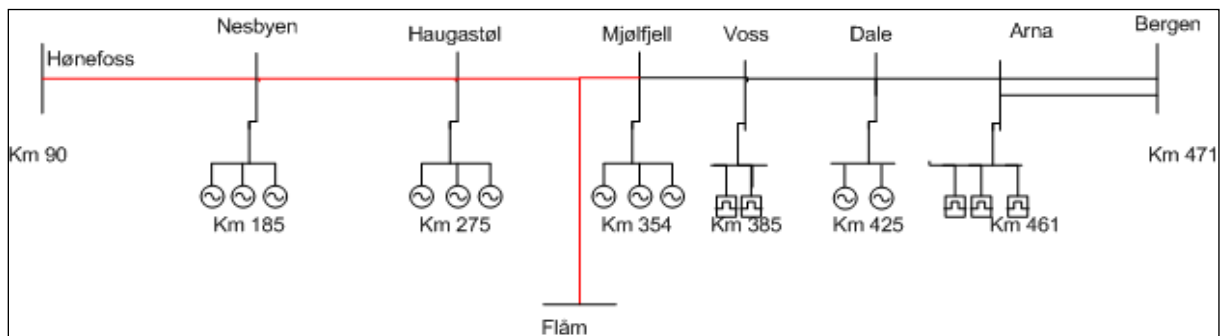 Nesbyen
Haugastøl
Mjølfjell
Voss
Dale
Arna
Bergen
Hønefoss
Km 90
Km 471
Km 185
Km 275
Km 354
Km 385
Km 425
Km 461
Flåm